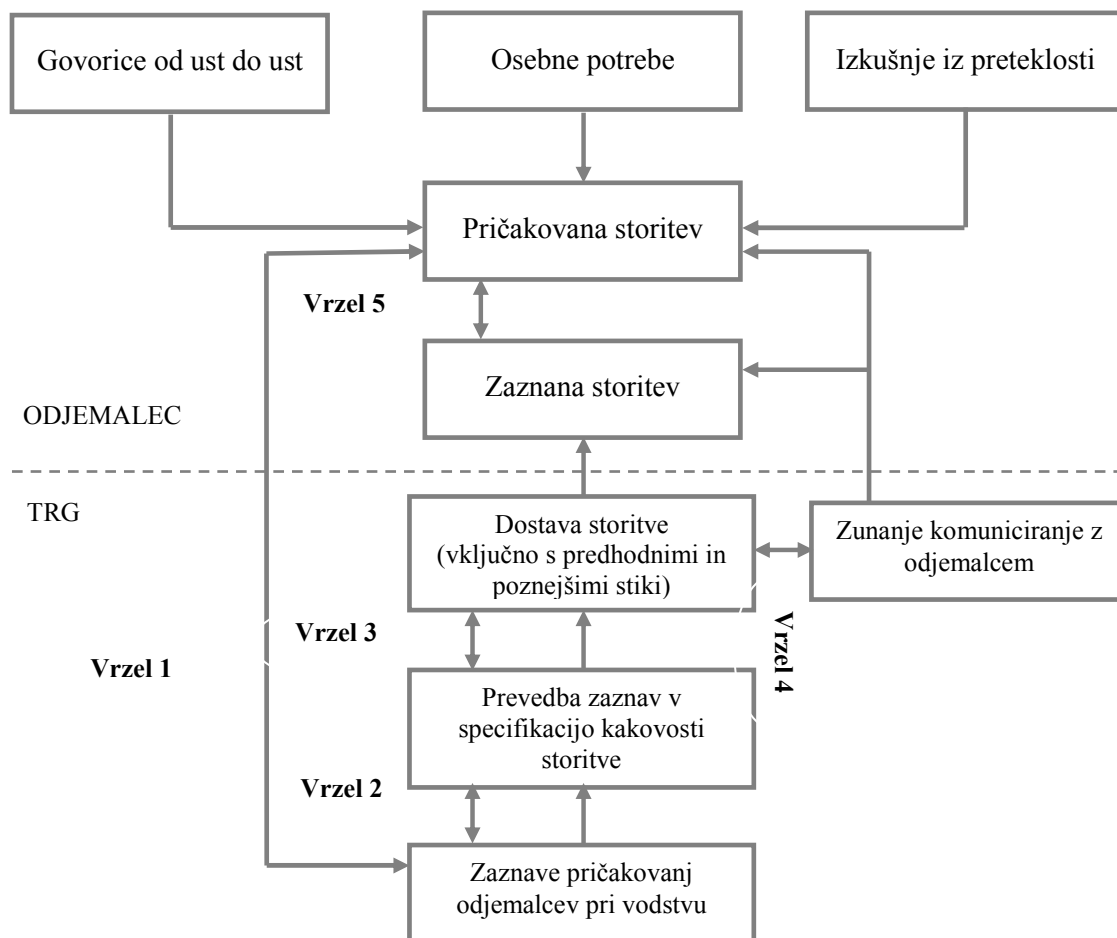 Govorice od ust do ust
Osebne potrebe
Izkušnje iz preteklosti
Pričakovana storitev
Vrzel 5
Zaznana storitev
ODJEMALEC
TRG
Dostava storitve
(vključno s predhodnimi in
poznejšimi stiki)
Zunanje komuniciranje z
odjemalcem
Vrzel 3
Vrzel 4
Vrzel 1
Prevedba zaznav v
specifikacijo kakovosti
storitve
Vrzel 2
Zaznave pričakovanj
odjemalcev pri vodstvu